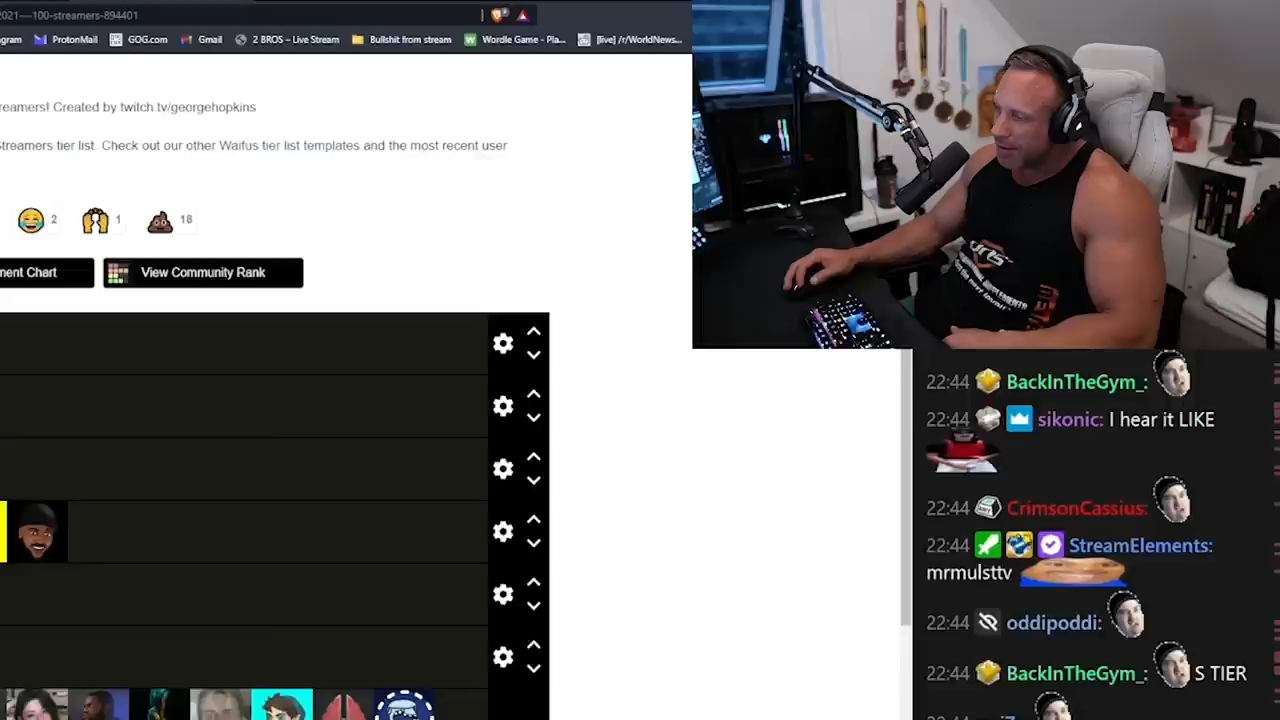 2021—100-streamers-894401
gram ProtonMail GOG.com Gmail 2 BROS – Live Stream Bullshit from stream Wordle Game - Pla... [live] /r/WorldNews...
reamers! Created by twitch.tv/georgehopkins
Streamers tier list. Check out our other Waifus tier list templates and the most recent user
2 1 18
ment Chart View Community Rank
22:44 BackInTheGym_:
22:44 sikonic: I hear it LIKE
22:44 CrimsonCassius:
22:44 StreamElements:
mrmulsttv
22:44 oddipoddi:
22:44 BackInTheGym_: S TIER